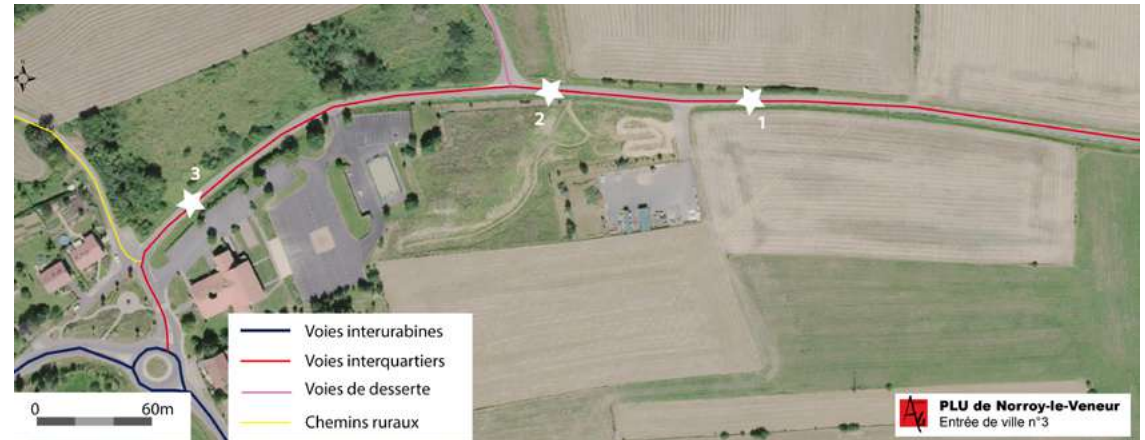 1
2
3
Voies interurabines
Voies interquartiers
Voies de desserte
Chemins ruraux
0 60m
PLU de Norroy-le-Veneur
Entrée de ville n°3